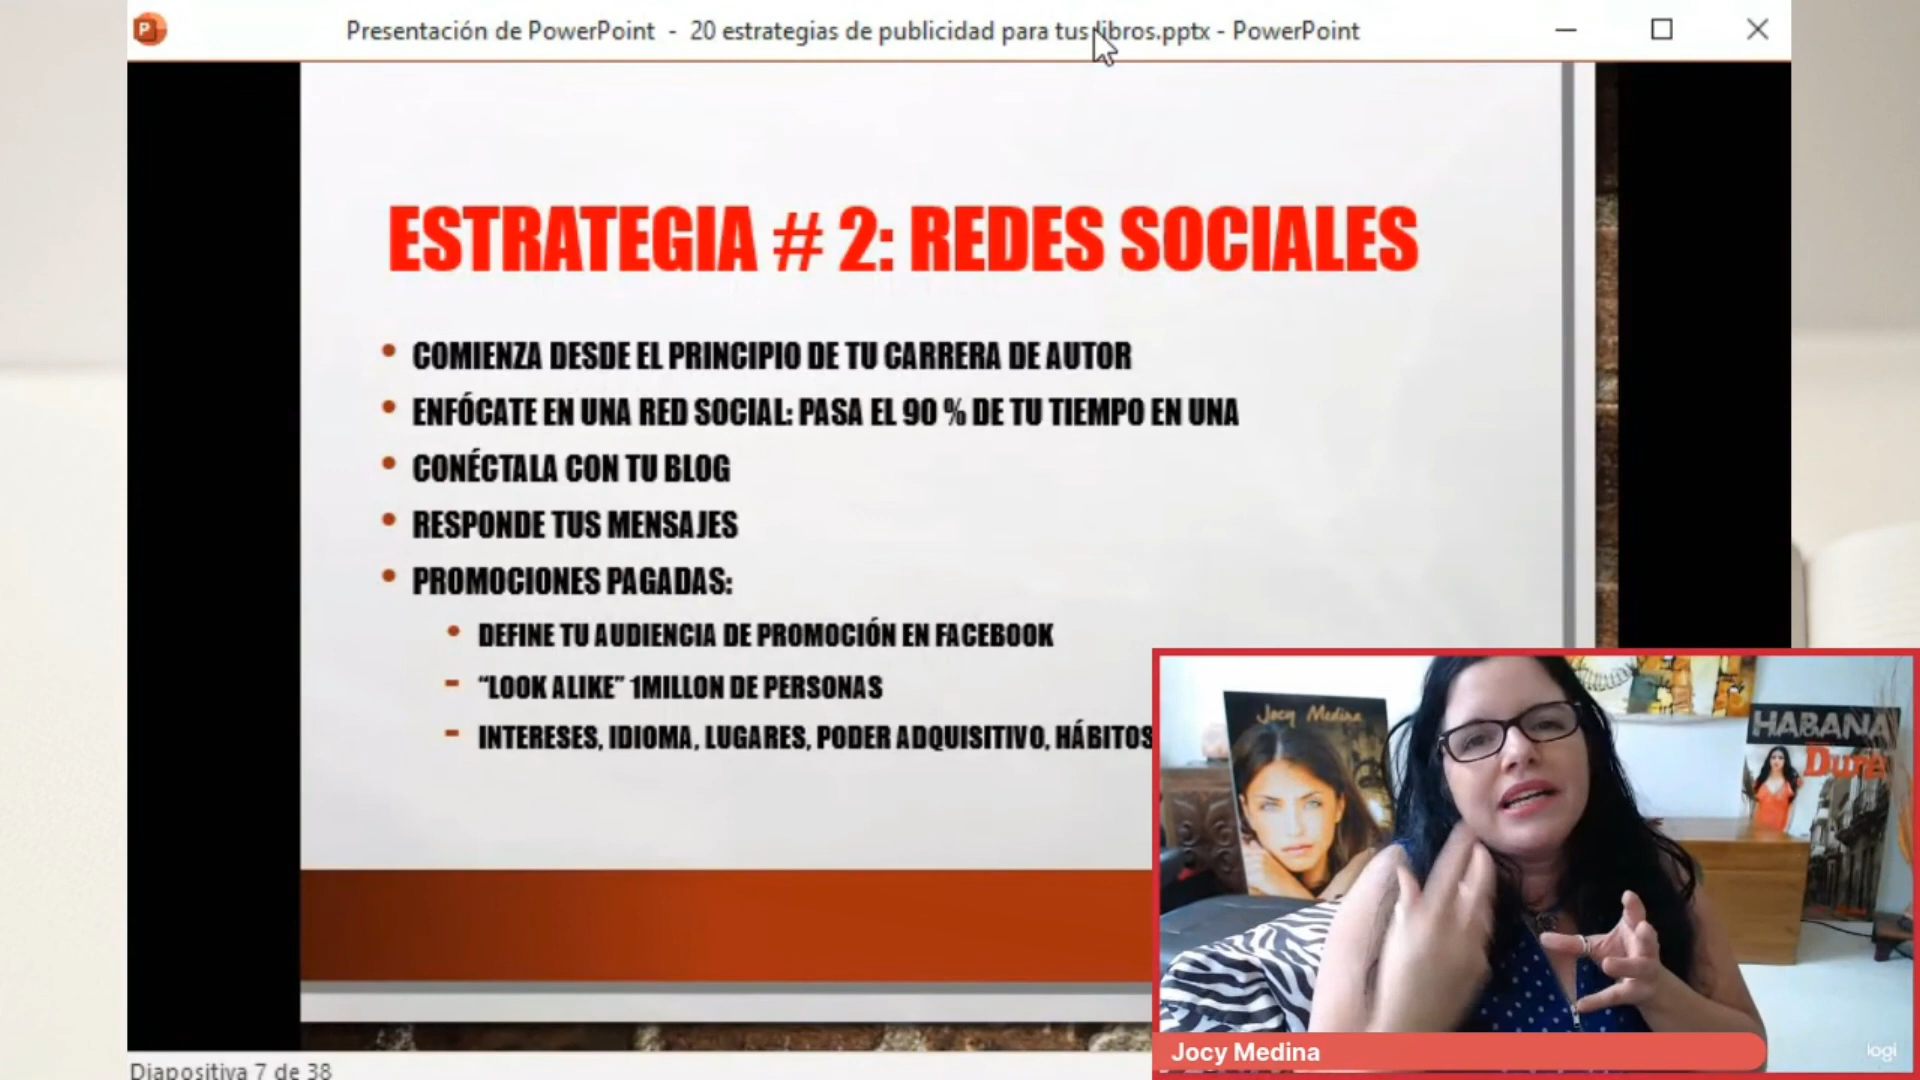 Presentación de PowerPoint - 20 estrategias de publicidad para tus libros.pptx - PowerPoint
ESTRATEGIA # 2: REDES SOCIALES
• COMIENZA DESDE EL PRINCIPIO DE TU CARRERA DE AUTOR
• ENFÓCATE EN UNA RED SOCIAL: PASA EL 90 % DE TU TIEMPO EN UNA
• CONÉCTALA CON TU BLOG
• RESPONDE TUS MENSAJES
• PROMOCIONES PAGADAS:
• DEFINE TU AUDIENCIA DE PROMOCIÓN EN FACEBOOK
- “LOOK ALIKE” 1MILLON DE PERSONAS
- INTERESES, IDIOMA, LUGARES, PODER ADQUISITIVO, HÁBITOS
Jocy Medina
HABANA
Dura
Jocy Medina
logi
Diapositiva 7 de 38